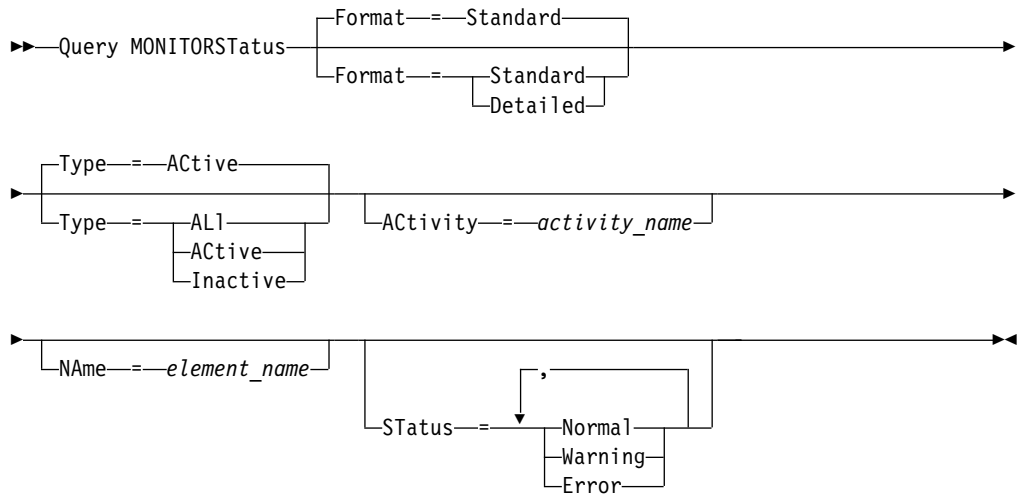 Format = Standard
Query MONITORSTatus
Format = Standard
Detailed
Type = ACtive
Type = ALl ACtivity = activity_name
ACtive
Inactive
NAme = element_name ,
STatus = Normal
Warning
Error